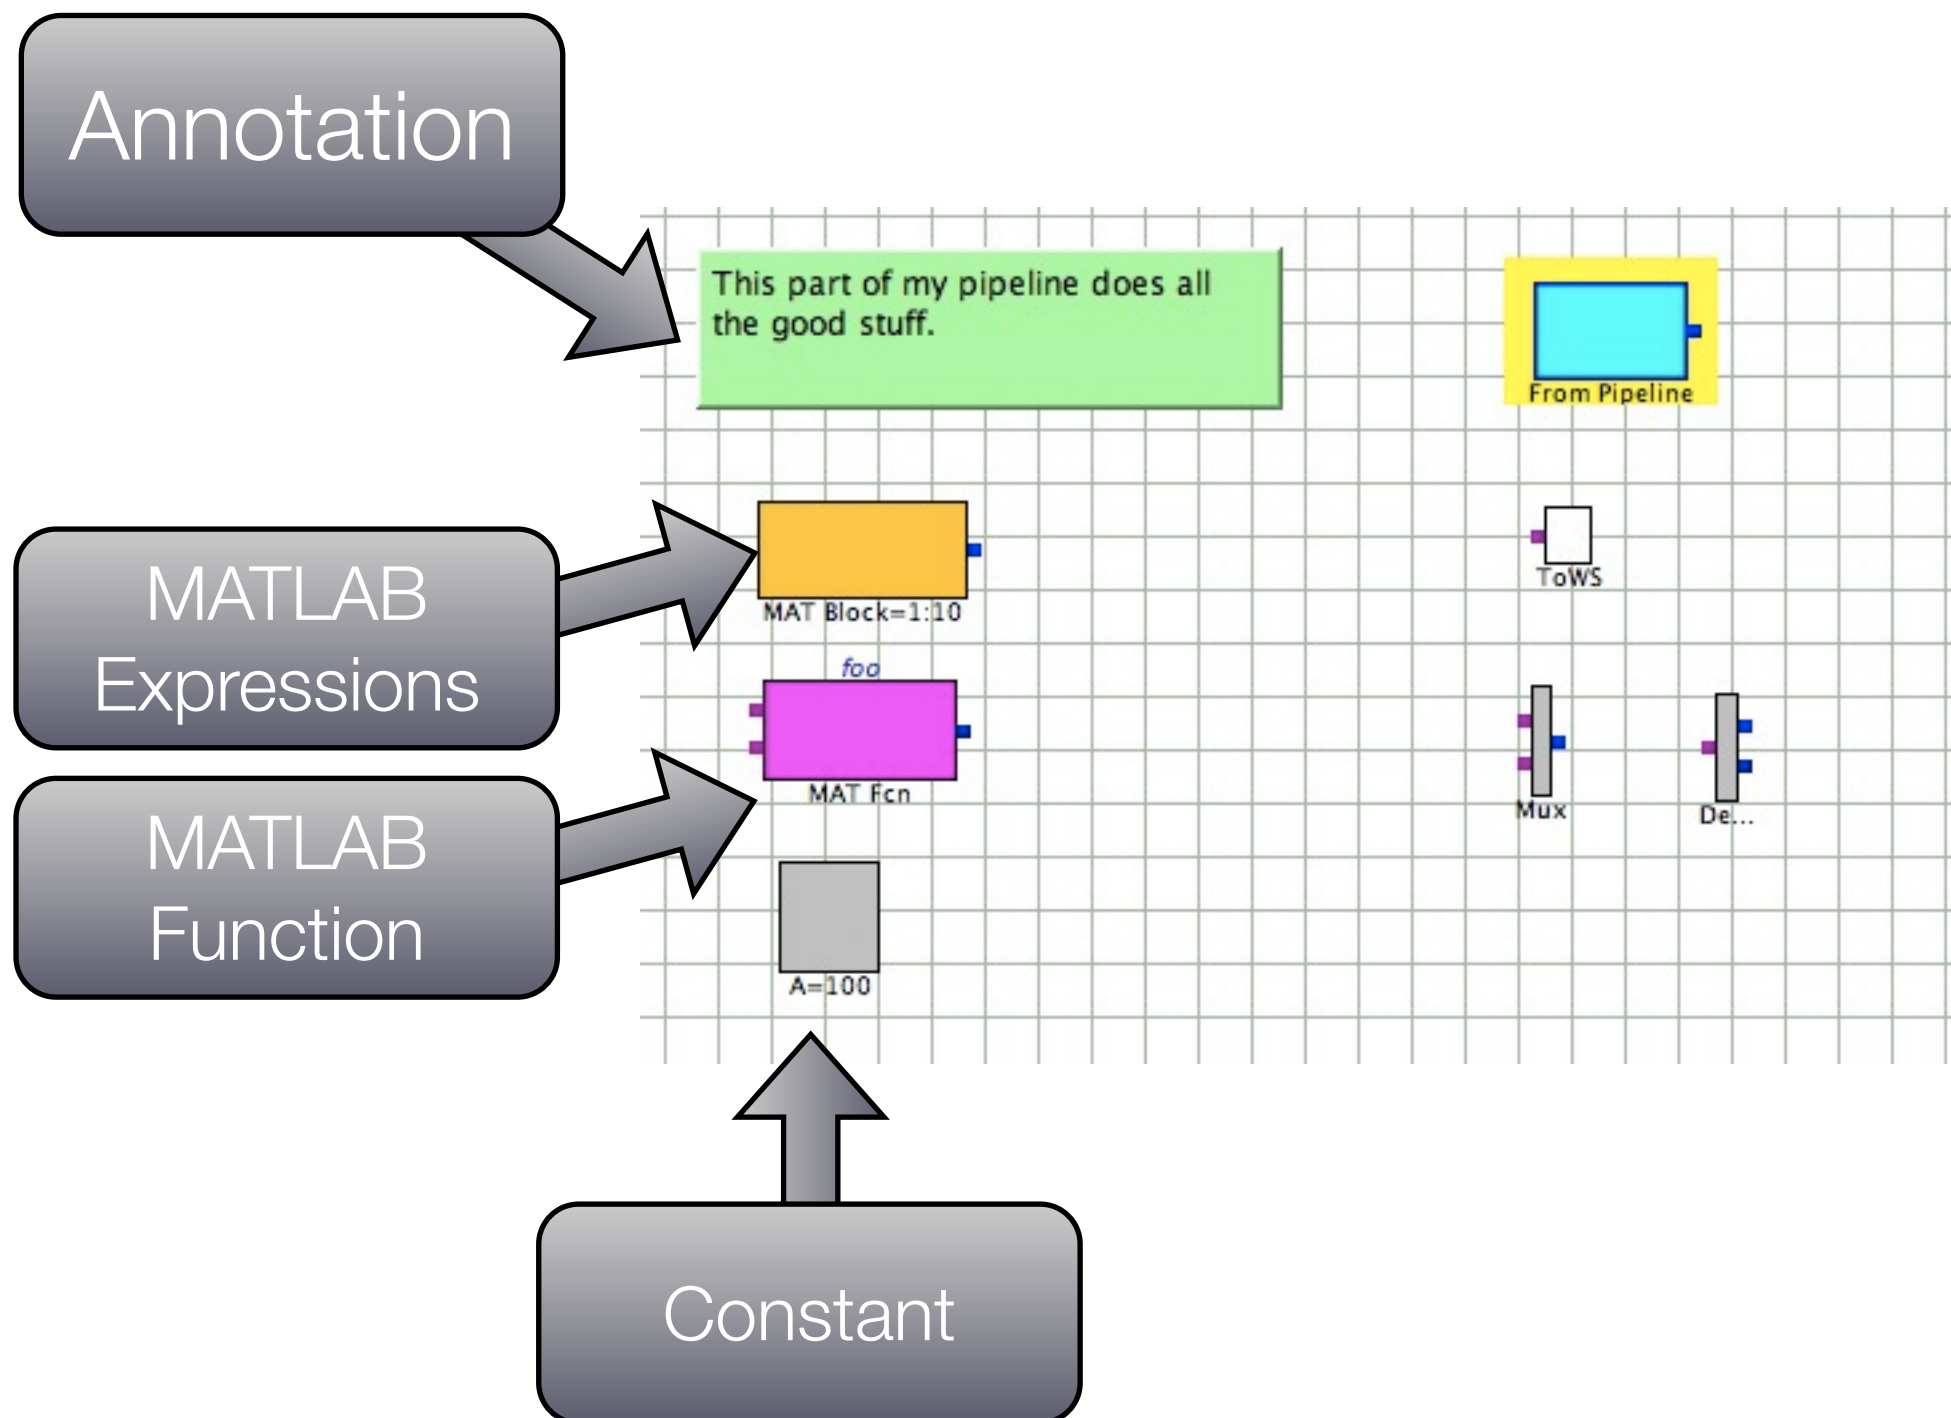 Annotation
This part of my pipeline does all
the good stuff.
From Pipeline
MATLAB
Expressions
MAT Block=1:10
ToWS
foo
MAT Fcn
Mux
De...
MATLAB
Function
A=100
Constant